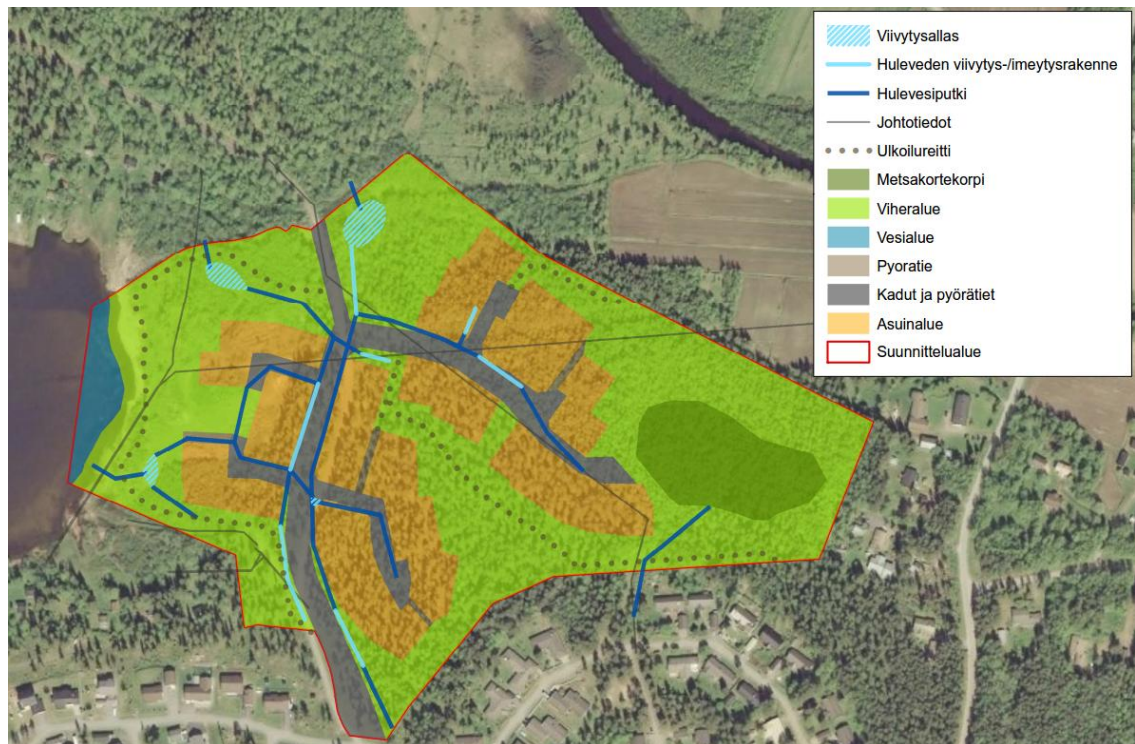 Viivytysallas
Huleveden viivytys-/imeytysrakenne
Hulevesiputki
Johtotiedot
Ulkoilureitti
Metsakortekorpi
Viheralue
Vesialue
Pyoratie
Kadut ja pyörätiet
Asuinalue
Suunnittelualue